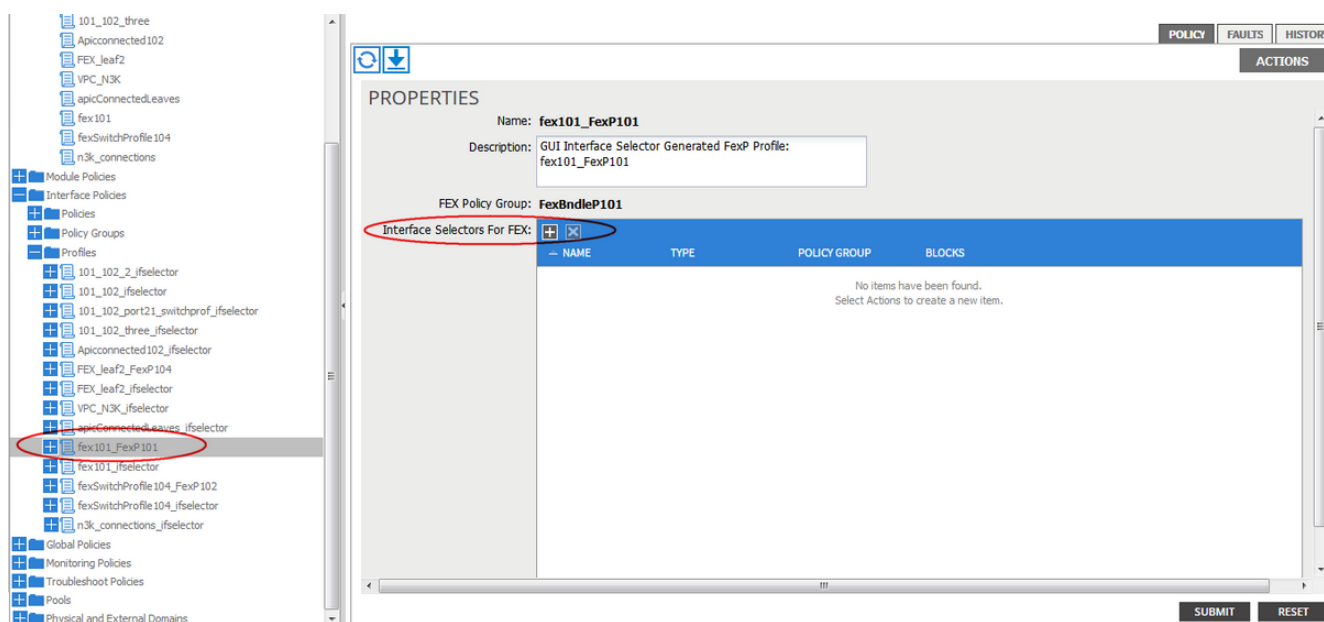 101_102_three
Apicconnected102
FEX_leaf2
VPC_N3K
apicConnectedLeaves
fex101
fexSwitchProfile104
n3k_connections
Module Policies
Interface Policies
Policies
Policy Groups
Profiles
101_102_2_ifselector
101_102_ifselector
101_102_port21_switchprof_ifselector
101_102_three_ifselector
Apicconnected102_ifselector
FEX_leaf2_FexP104
FEX_leaf2_ifselector
VPC_N3K_ifselector
apicConnectedLeaves_ifselector
fex101_FexP101
fex101_ifselector
fexSwitchProfile104_FexP102
fexSwitchProfile104_ifselector
n3k_connections_ifselector
Global Policies
Monitoring Policies
Troubleshoot Policies
Pools
Physical and External Domains
POLICY FAULTS HISTOR
ACTIONS
PROPERTIES
Name: fex101_FexP101
Description: GUI Interface Selector Generated FexP Profile:
fex101_FexP101
FEX Policy Group: FexBndleP101
Interface Selectors For FEX:
NAME TYPE POLICY GROUP BLOCKS
No items have been found.
Select Actions to create a new item.
SUBMIT RESET